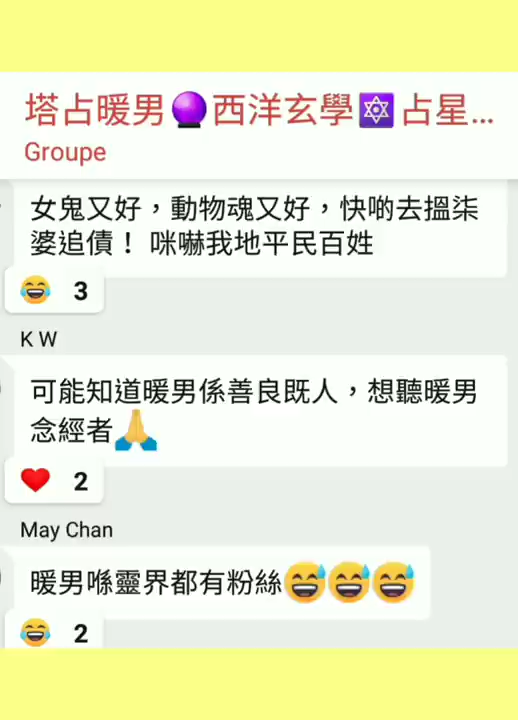 塔占暖男🔮西洋玄學🔯占星...
Groupe
女鬼又好，動物魂又好，快啲去搵柒
婆追債！ 咪嚇我地平民百姓
😂 3
K W
可能知道暖男係善良既人，想聽暖男
念經者🙏
❤️ 2
May Chan
暖男喺靈界都有粉絲😅😅😅
😂 2